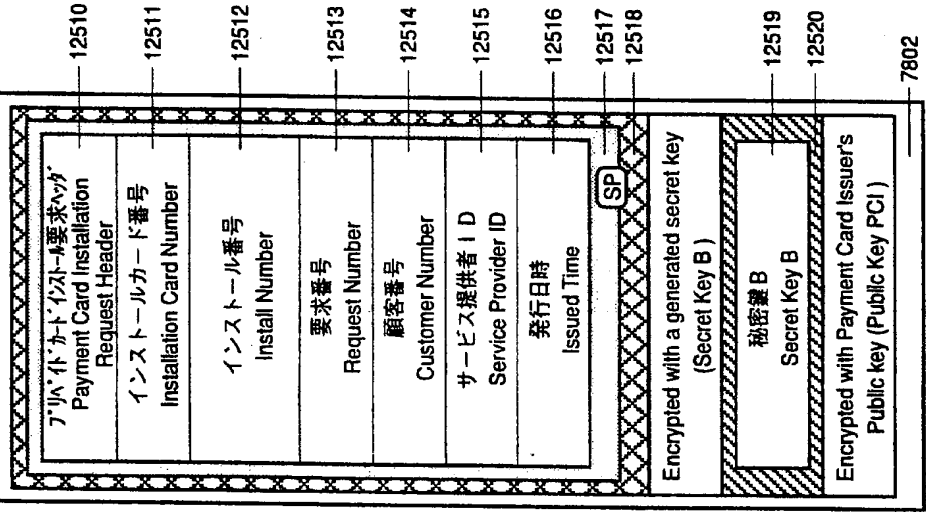 プリペイドカードインストール要求ヘッダ
Payment Card Installation
Request Header
12510
インストールカード番号
Installation Card Number
12511
インストール番号
Install Number
12512
要求番号
Request Number
12513
顧客番号
Customer Number
12514
サービス提供者ID
Service Provider ID
12515
発行日時
Issued Time
12516
SP
12517
12518
Encrypted with a generated secret key
(Secret Key B)
秘密鍵B
Secret Key B
12519
12520
Encrypted with Payment Card Issuer's
Public key (Public Key PCI)
7802